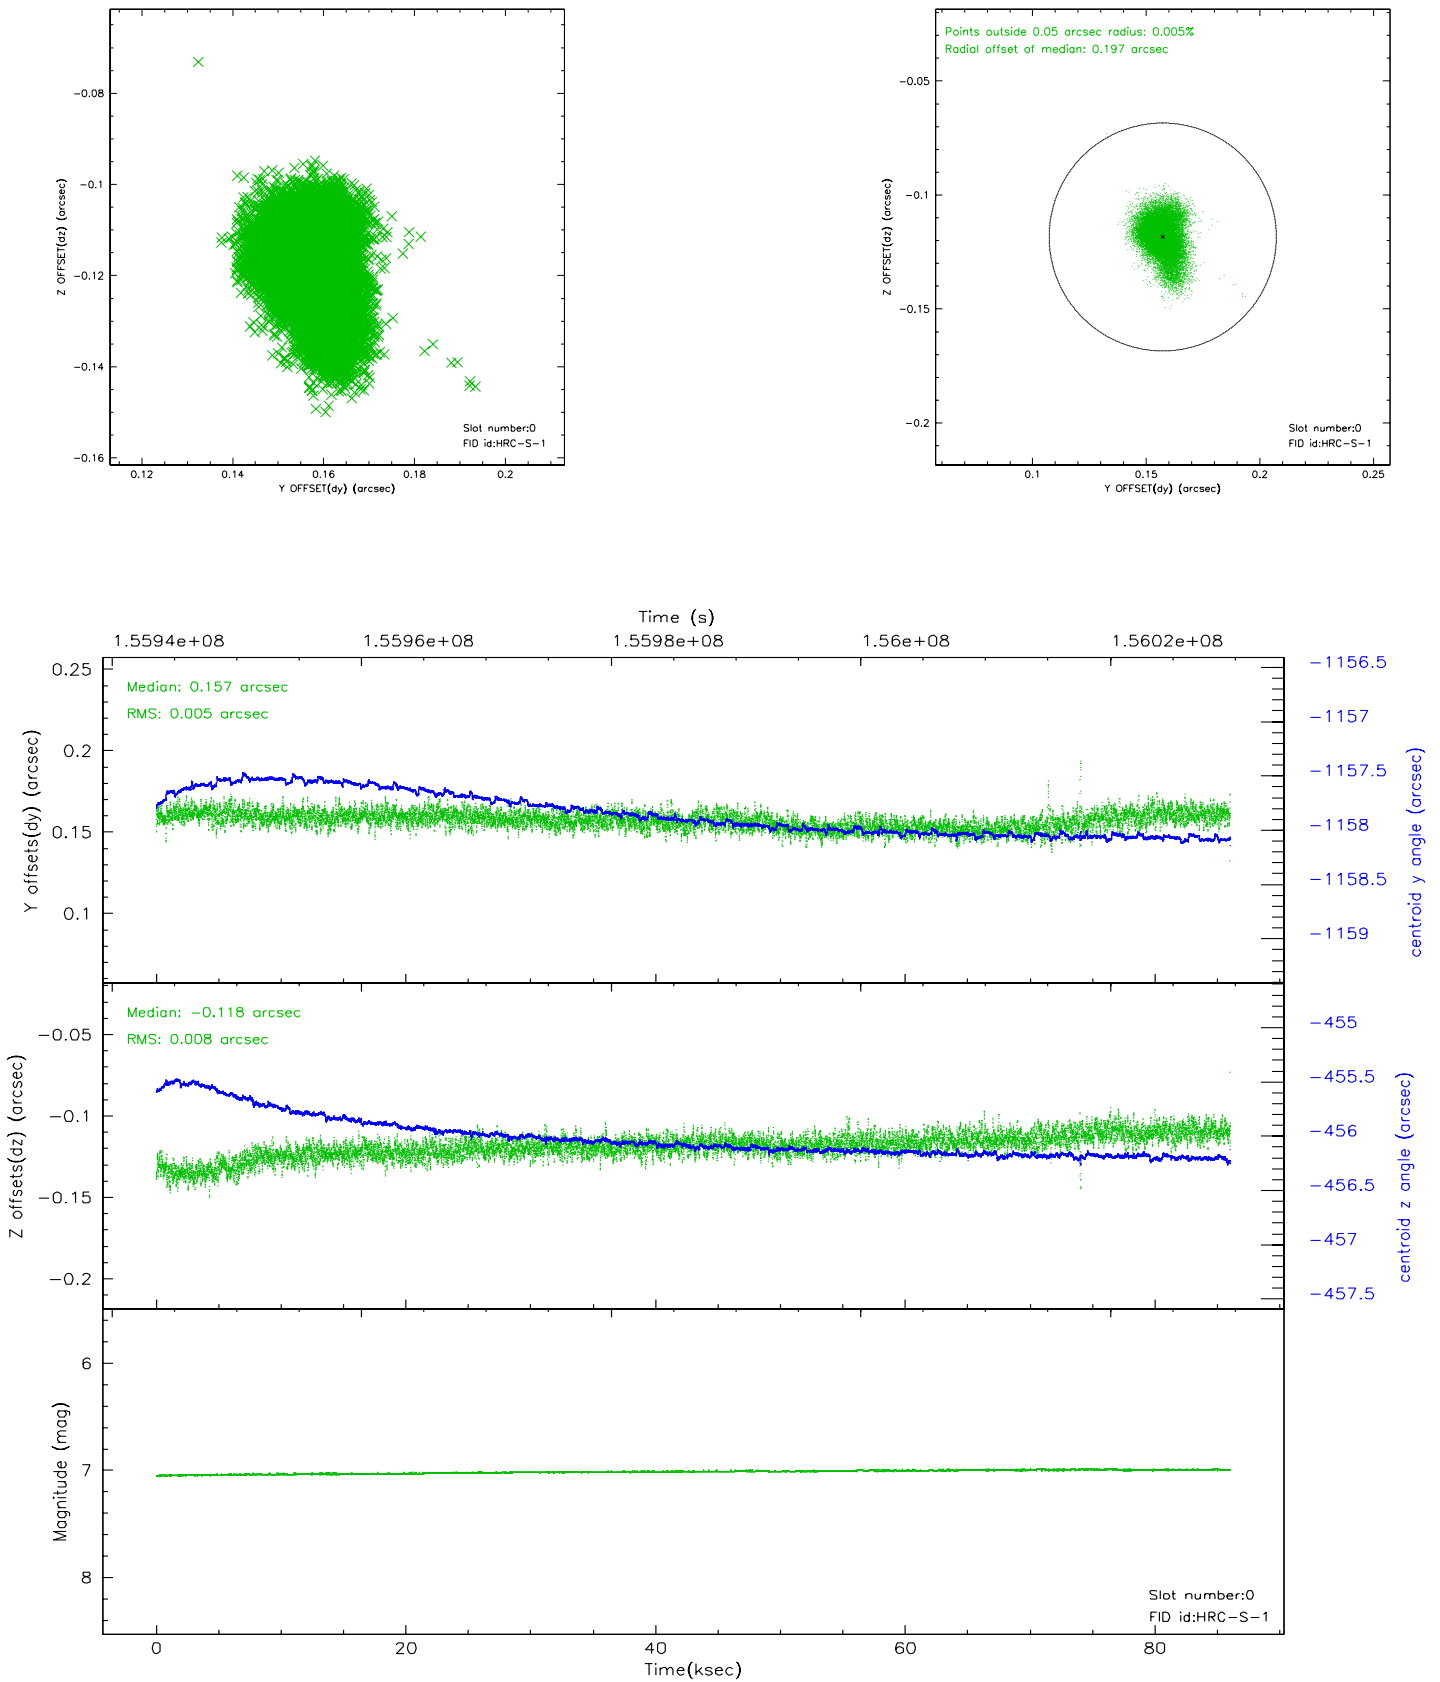 −0.08
−0.1
−0.12
−0.14
−0.16
Z OFFSET(dz) (arcsec)
0.12 0.14 0.16 0.18 0.2
Y OFFSET(dy) (arcsec)
Slot number:0
FID id:HRC−S−1
Points outside 0.05 arcsec radius: 0.005%
Radial offset of median: 0.197 arcsec
−0.05
−0.1
−0.15
−0.2
Z OFFSET(dz) (arcsec)
0.1 0.15 0.2 0.25
Y OFFSET(dy) (arcsec)
Slot number:0
FID id:HRC−S−1
Time (s)
1.5594e+08 1.5596e+08 1.5598e+08 1.56e+08 1.5602e+08
Median: 0.157 arcsec
RMS: 0.005 arcsec
0.25
0.2
0.15
0.1
Y offsets(dy) (arcsec)
−1156.5
−1157
−1157.5
−1158
−1158.5
−1159
centroid y angle (arcsec)
Median: −0.118 arcsec
RMS: 0.008 arcsec
−0.05
−0.1
−0.15
−0.2
Z offsets(dz) (arcsec)
−455
−455.5
−456
−456.5
−457
−457.5
centroid z angle (arcsec)
6
7
8
Magnitude (mag)
Slot number:0
FID id:HRC−S−1
0 20 40 60 80
Time(ksec)